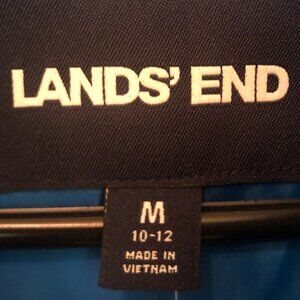 LANDS' END
M
10-12
MADE IN
VIETNAM